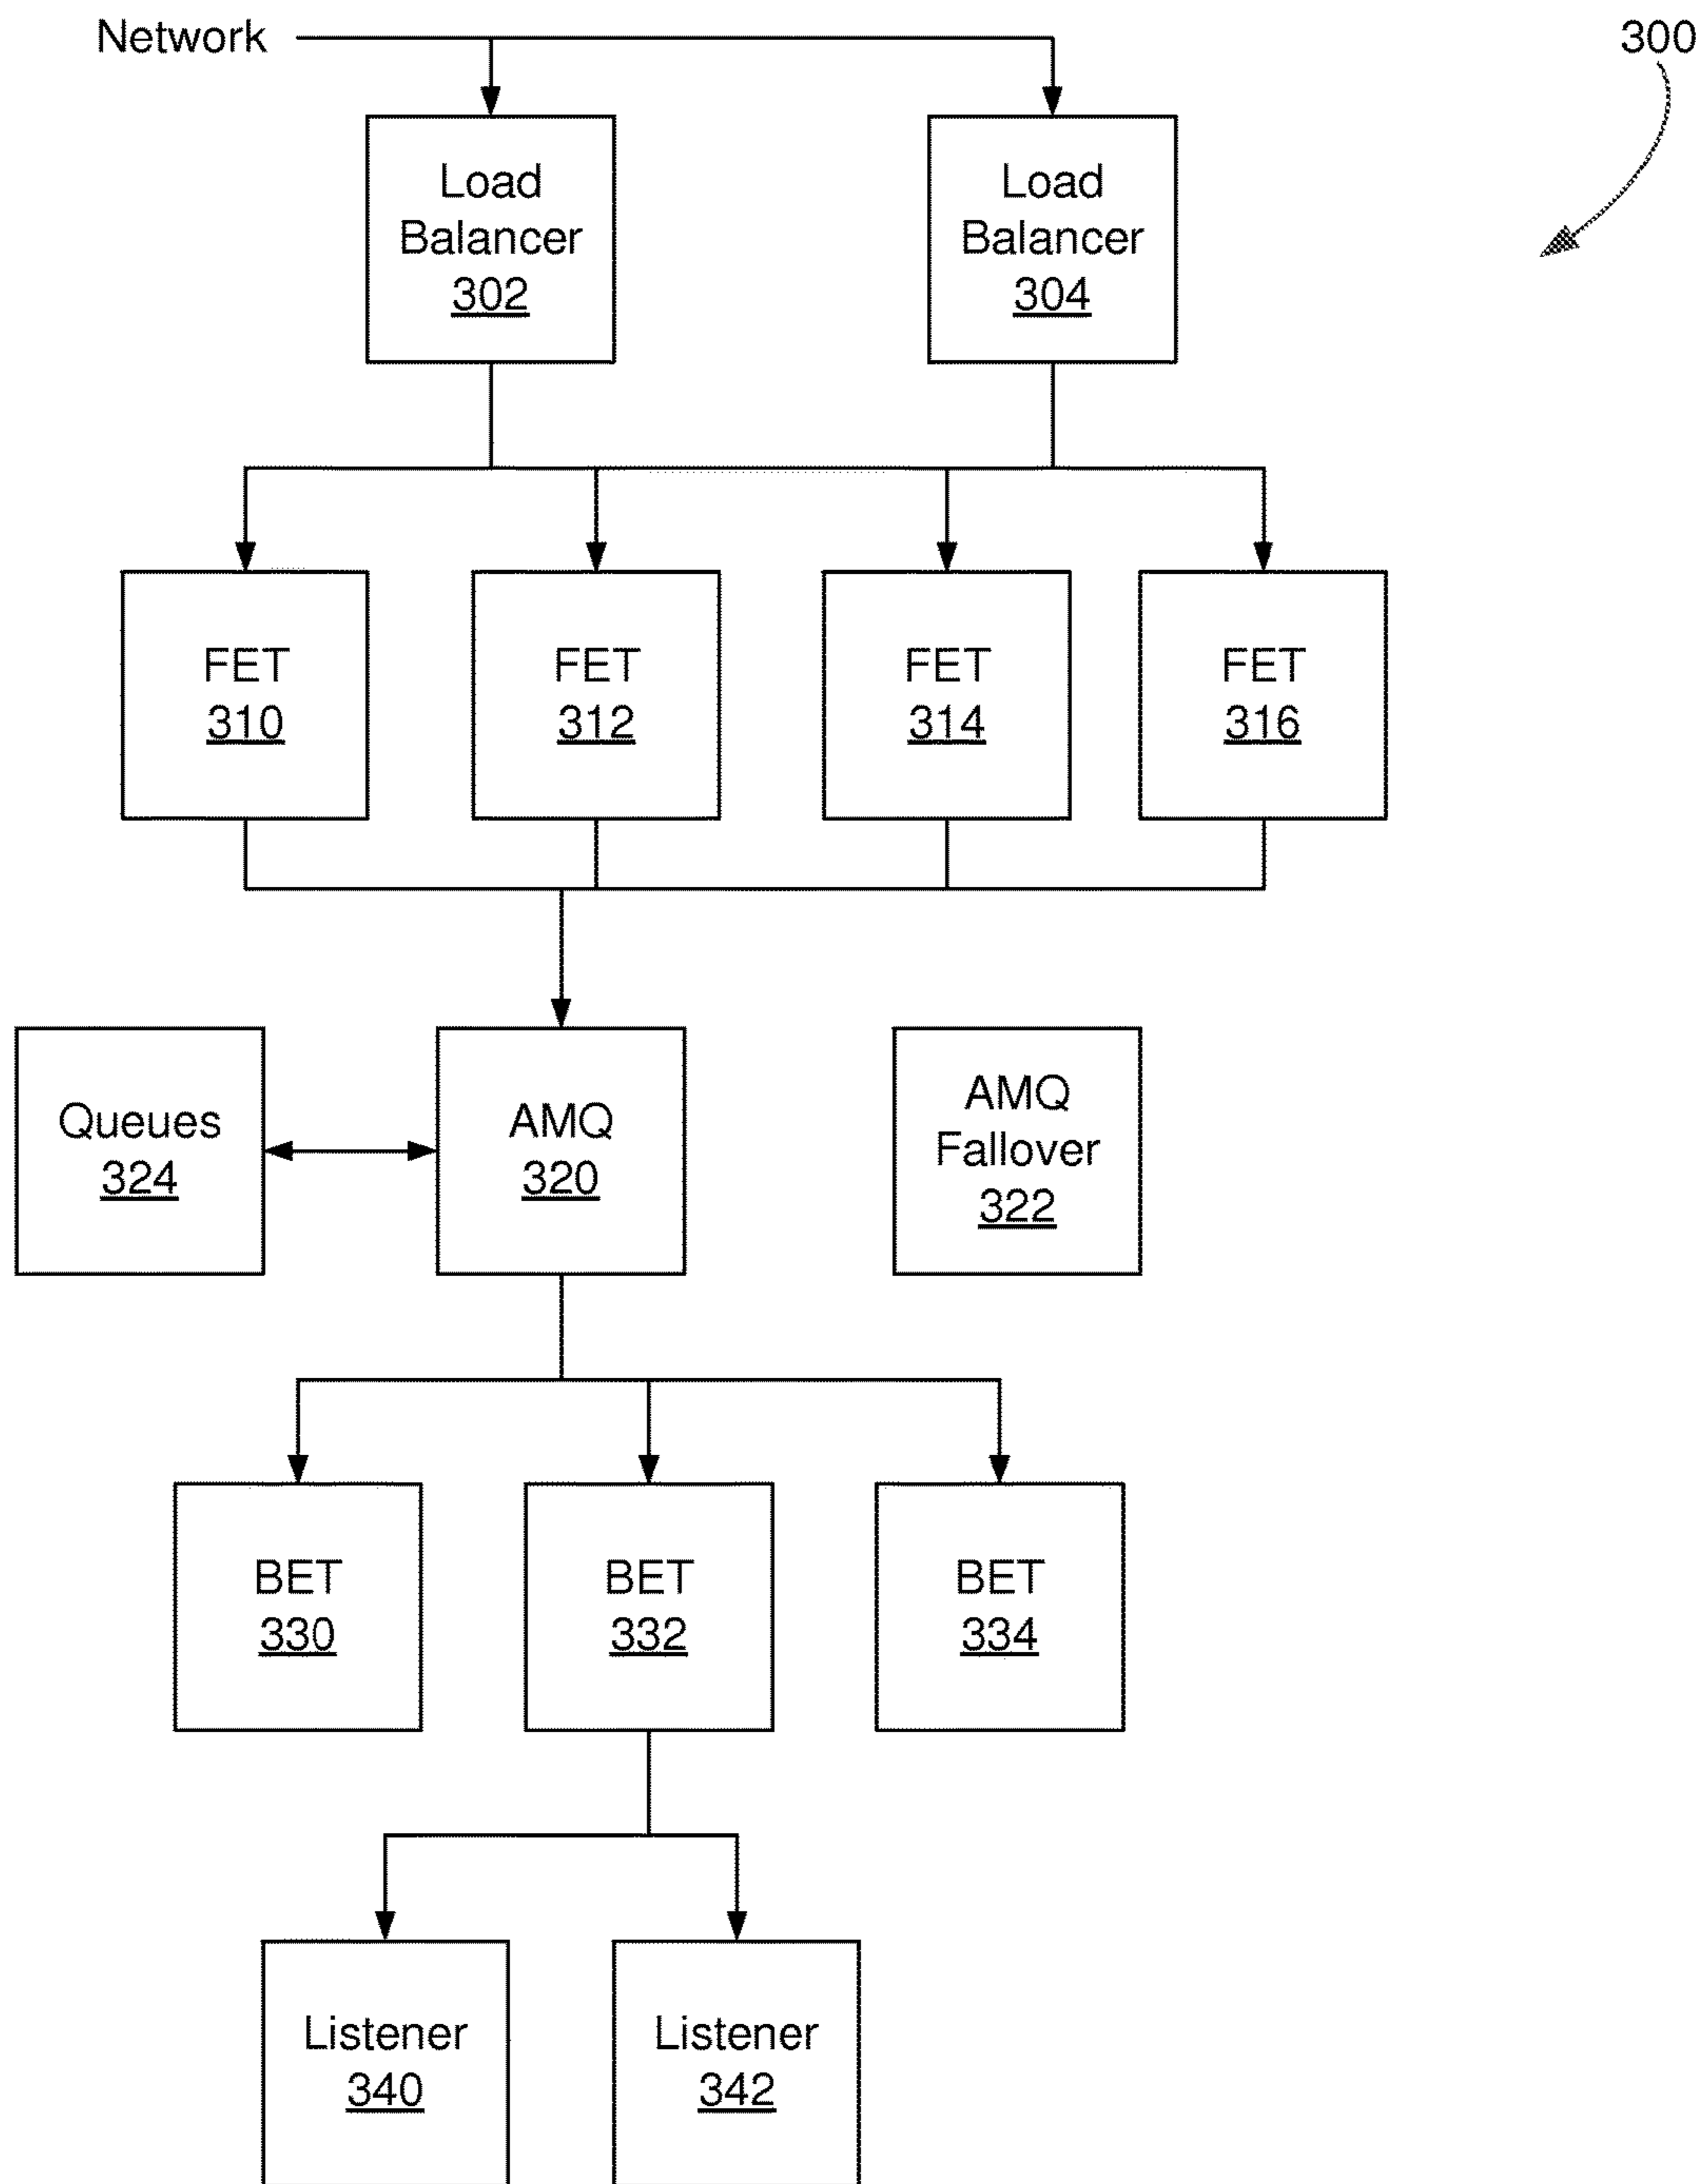 Network
300
Load
Balancer
302
Load
Balancer
304
FET
310
FET
312
FET
314
FET
316
Queues
324
AMQ
320
AMQ
Fallover
322
BET
330
BET
332
BET
334
Listener
340
Listener
342